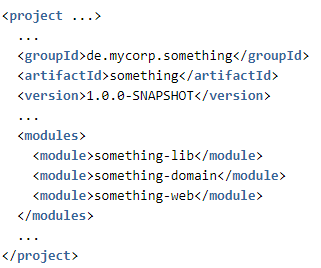 <project ...>
  ...
  <groupId>de.mycorp.something</groupId>
  <artifactId>something</artifactId>
  <version>1.0.0-SNAPSHOT</version>
  ...
  <modules>
    <module>something-lib</module>
    <module>something-domain</module>
    <module>something-web</module>
  </modules>
  ...
</project>